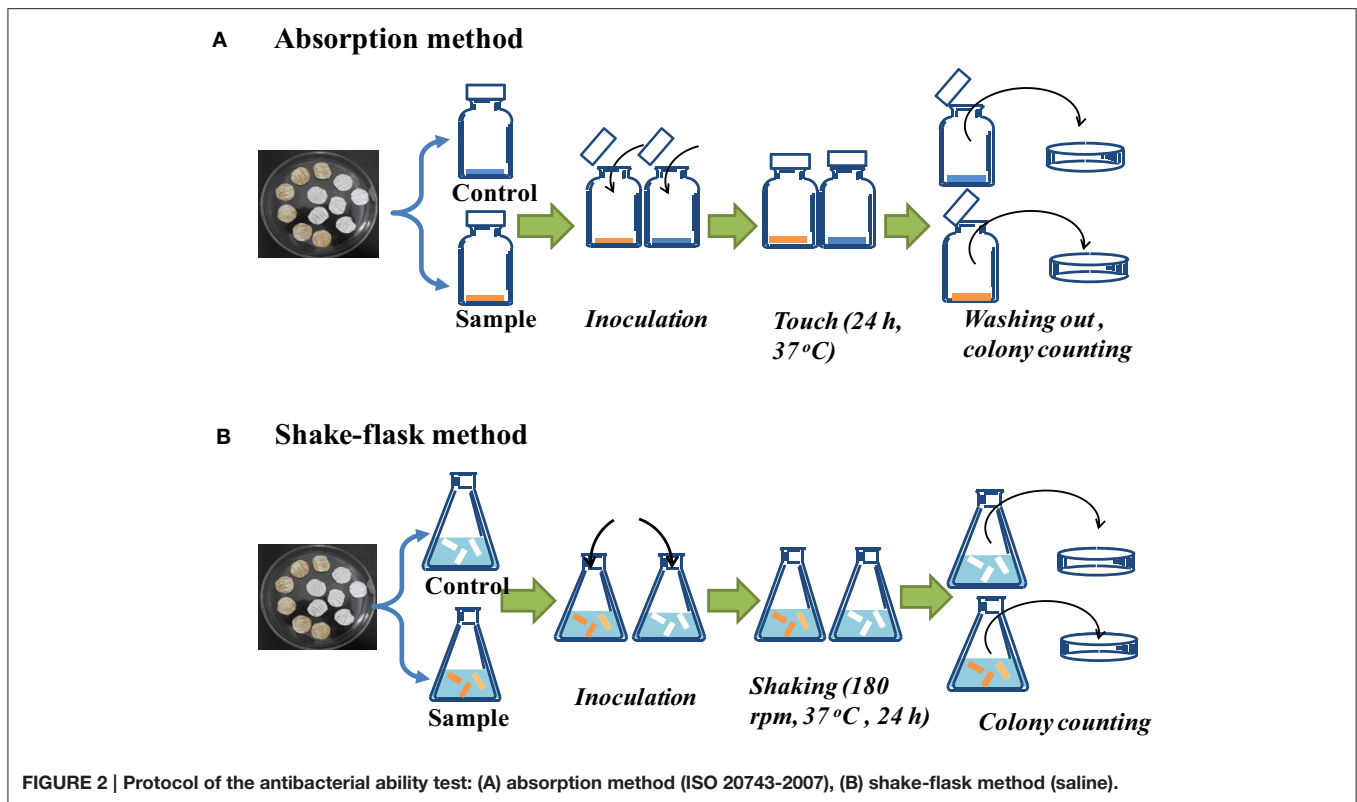 A Absorption method
Control
Sample
Inoculation
Touch (24 h,
37 °C)
Washing out ,
colony counting
B Shake-flask method
Control
Sample
Inoculation
Shaking (180
rpm, 37 °C , 24 h)
Colony counting
FIGURE 2 | Protocol of the antibacterial ability test: (A) absorption method (ISO 20743-2007), (B) shake-flask method (saline).